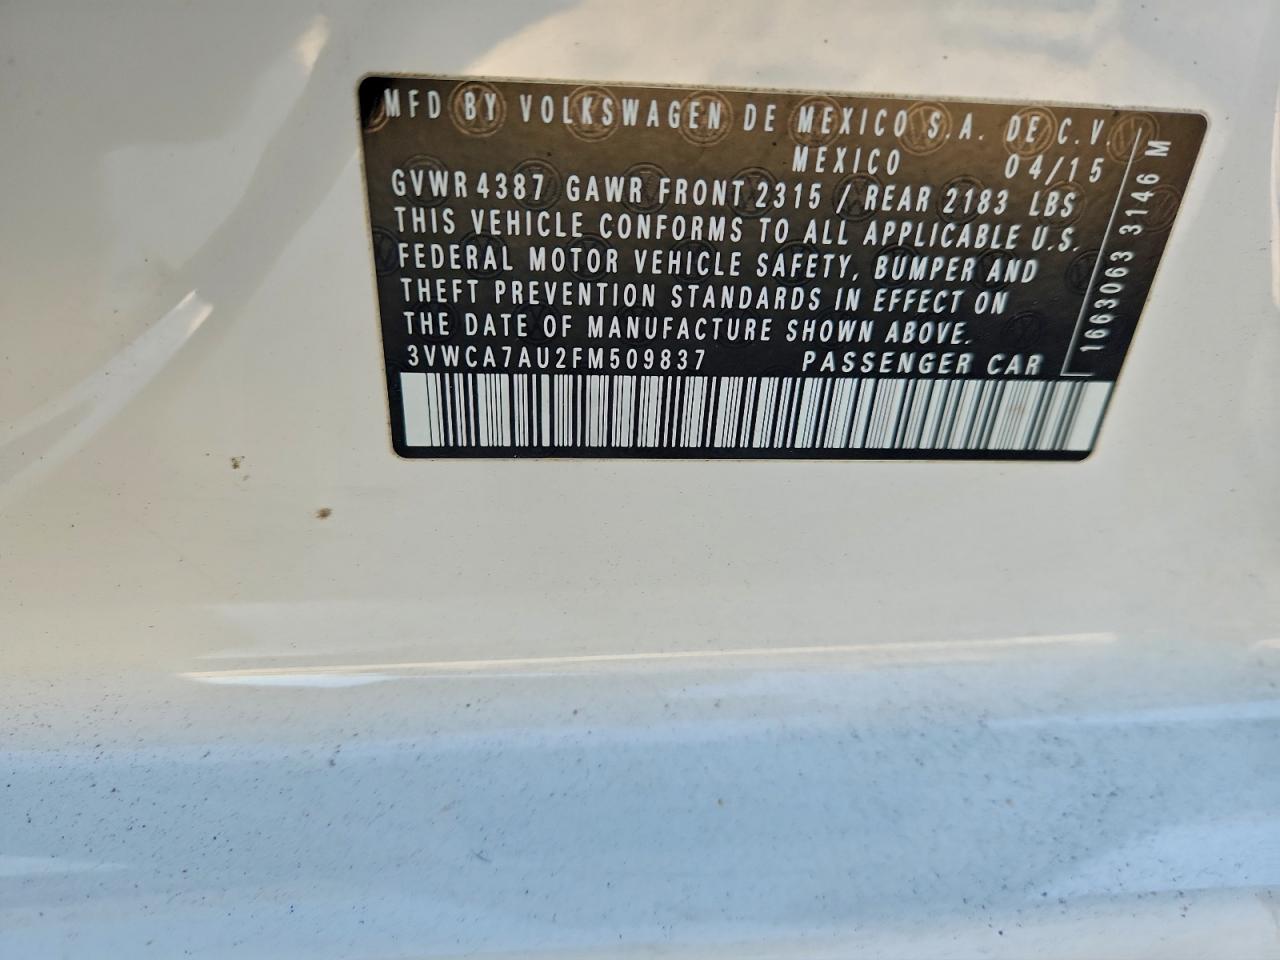 MFD BY VOLKSWAGEN DE MEXICO S.A. DE C.V.
MEXICO 04/15
GVWR 4387 GAWR FRONT 2315 / REAR 2183 LBS
THIS VEHICLE CONFORMS TO ALL APPLICABLE U.S.
FEDERAL MOTOR VEHICLE SAFETY, BUMPER AND
THEFT PREVENTION STANDARDS IN EFFECT ON
THE DATE OF MANUFACTURE SHOWN ABOVE.
3VWCA7AU2FM509837 PASSENGER CAR
1663063 3146 M